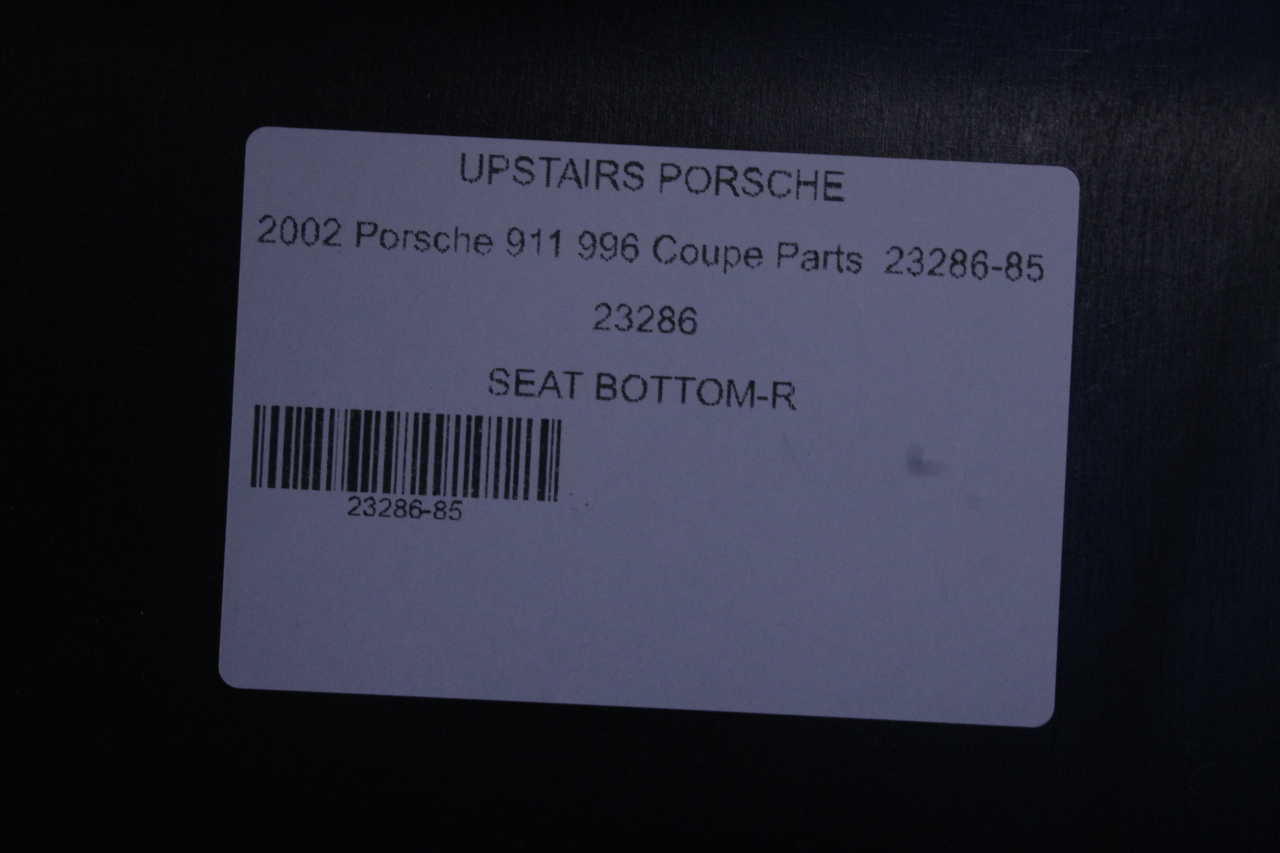 UPSTAIRS PORSCHE
2002 Porsche 911 996 Coupe Parts 23286-85
23286
SEAT BOTTOM-R
23286-85